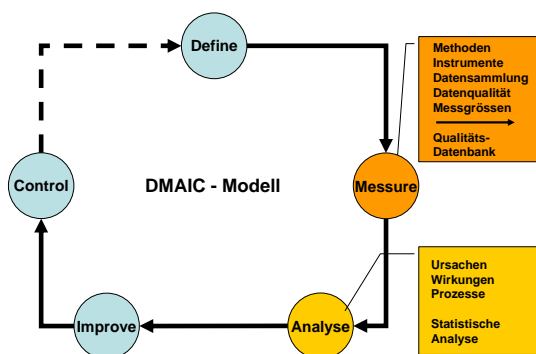 Define
Methoden
Instrumente
Datensammlung
Datenqualität
Messgrössen
Qualitäts-
Datenbank
Control
DMAIC - Modell
Messure
Ursachen
Wirkungen
Prozesse
Statistische
Analyse
Improve
Analyse